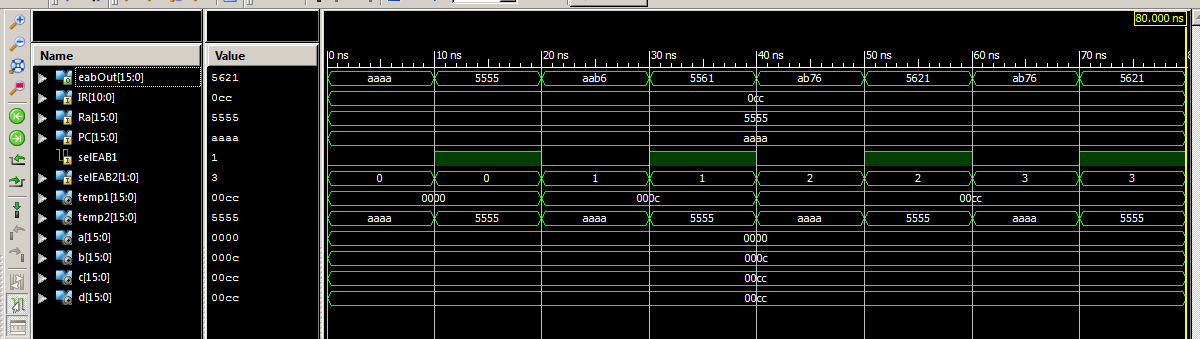 80.000 ns
Name Value 0 ns 10 ns 20 ns 30 ns 40 ns 50 ns 60 ns 70 ns
eabOut[15:0] 5621 aaaa 5555 aab6 5561 ab76 5621 ab76 5621
IR[10:0] 0cc 0cc
Ra[15:0] 5555 5555
PC[15:0] aaaa aaaa
selEAB1 1
selEAB2[1:0] 3 0 0 1 1 2 2 3 3
temp1[15:0] 00cc 0000 000c 00cc
temp2[15:0] 5555 aaaa 5555 aaaa 5555 aaaa 5555 aaaa 5555
a[15:0] 0000 0000
b[15:0] 000c 000c
c[15:0] 00cc 00cc
d[15:0] 00cc 00cc